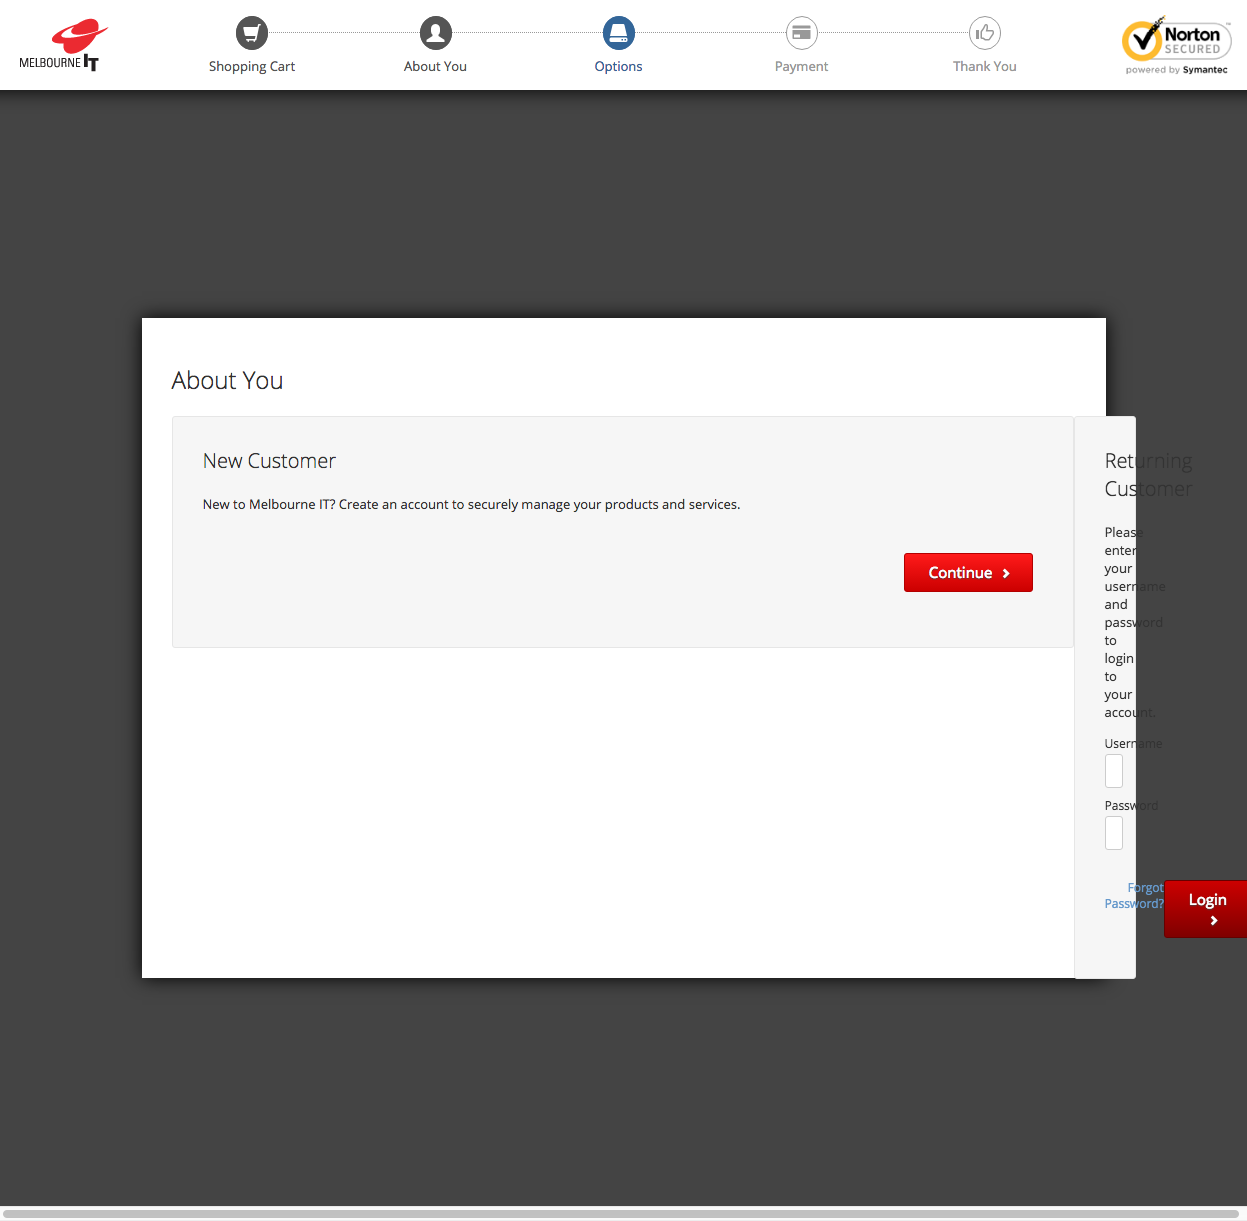 MELBOURNE IT
Shopping Cart
About You
Options
Payment
Thank You
Norton™
SECURED
powered by Symantec
About You
New Customer
New to Melbourne IT? Create an account to securely manage your products and services.
Continue
Returning
Customer
Please
enter
your
username
and
password
to
login
to
your
account.
Username
Password
Forgot
Password?
Login